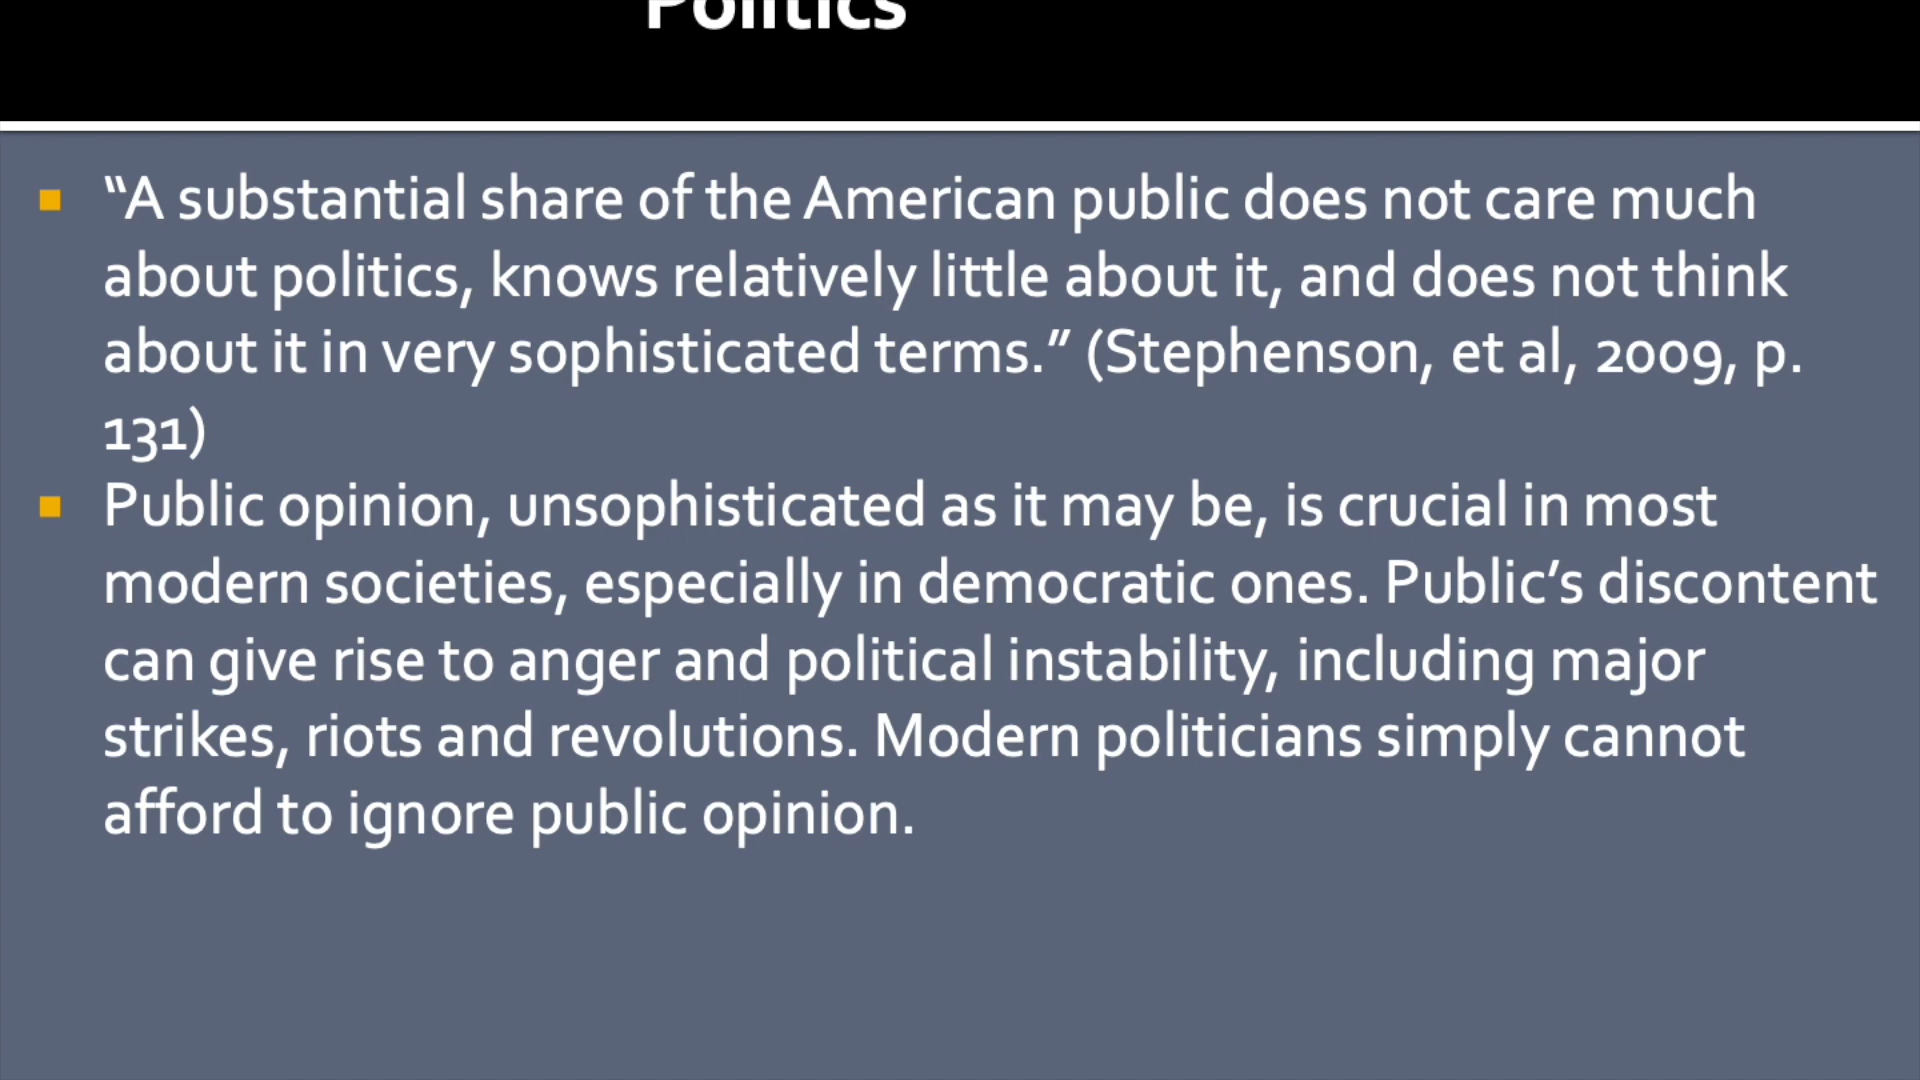 Politics
“A substantial share of the American public does not care much
about politics, knows relatively little about it, and does not think
about it in very sophisticated terms.” (Stephenson, et al, 2009, p.
131)
Public opinion, unsophisticated as it may be, is crucial in most
modern societies, especially in democratic ones. Public’s discontent
can give rise to anger and political instability, including major
strikes, riots and revolutions. Modern politicians simply cannot
afford to ignore public opinion.